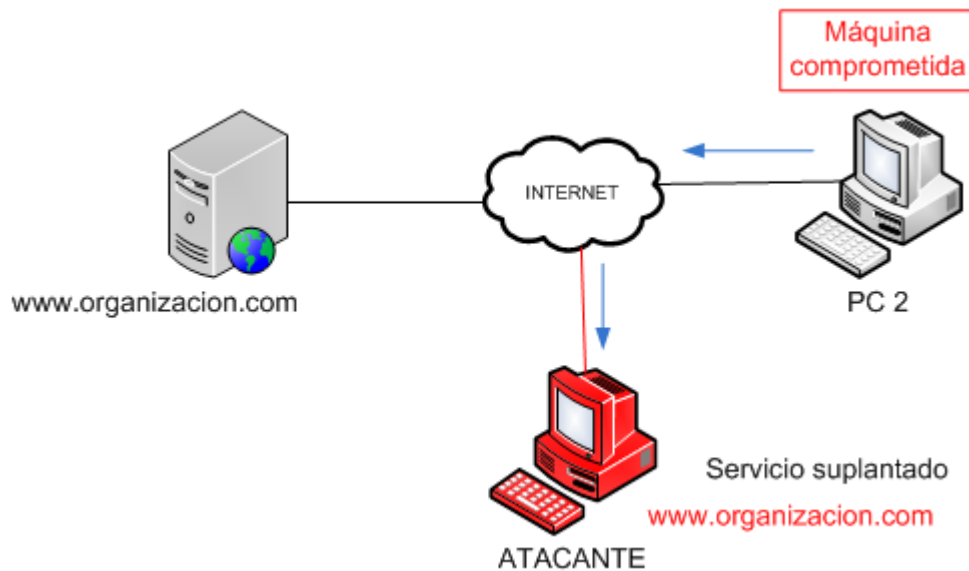 Máquina
comprometida
INTERNET
www.organizacion.com
PC 2
Servicio suplantado
www.organizacion.com
ATACANTE